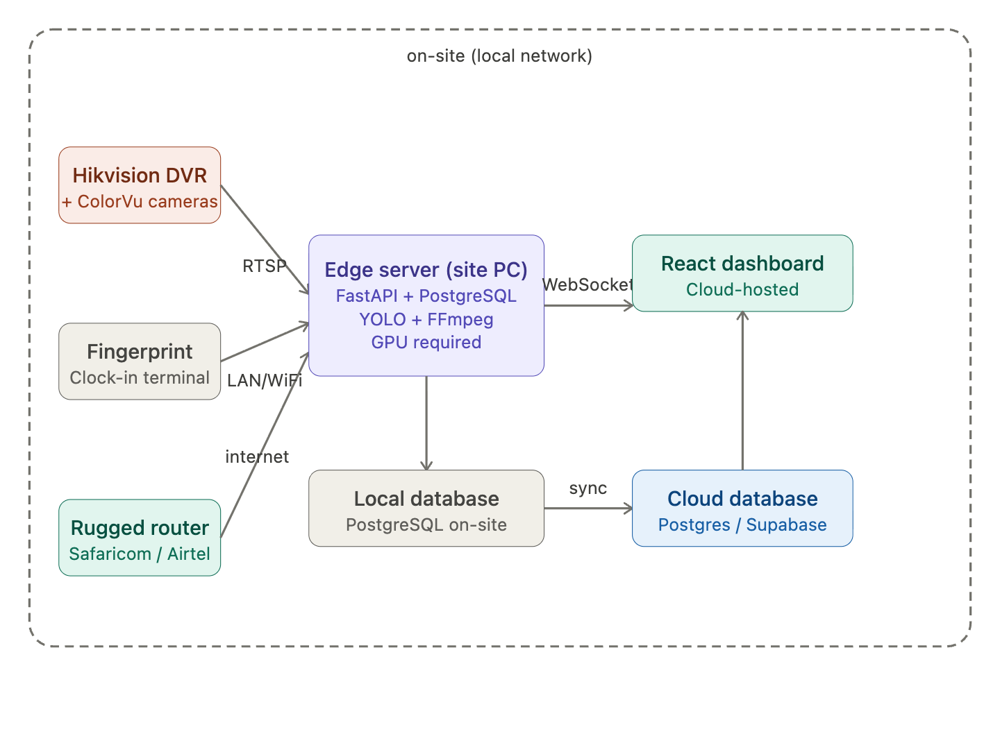 on-site (local network)
Hikvision DVR
+ ColorVu cameras
RTSP
Edge server (site PC)
FastAPI + PostgreSQL
YOLO + FFmpeg
GPU required
WebSocket
React dashboard
Cloud-hosted
Fingerprint
Clock-in terminal
LAN/WiFi
internet
Rugged router
Safaricom / Airtel
Local database
PostgreSQL on-site
sync
Cloud database
Postgres / Supabase